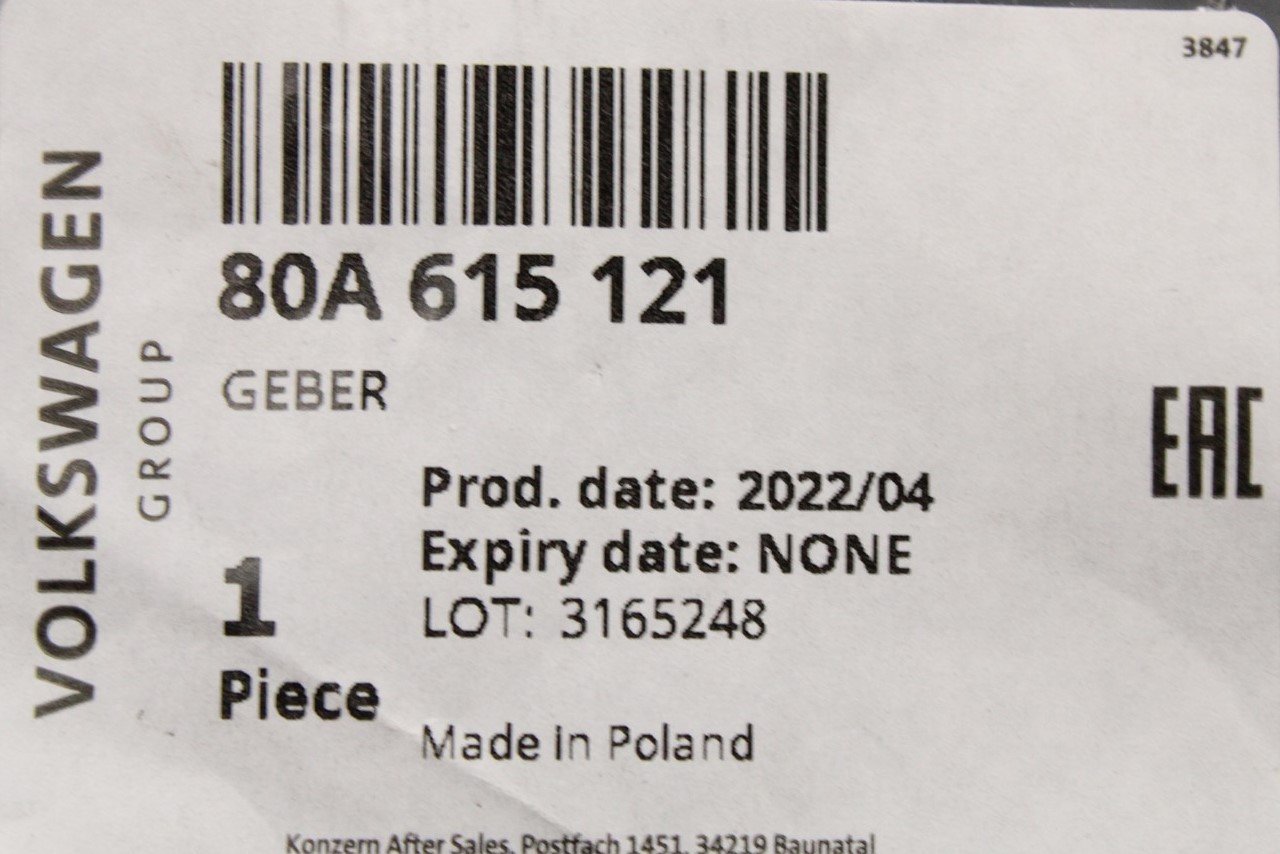 3847
VOLKSWAGEN
GROUP
80A 615 121
GEBER
EAC
Prod. date: 2022/04
Expiry date: NONE
LOT: 3165248
1
Piece
Made in Poland
Konzern After Sales, Postfach 1451, 34219 Baunatal